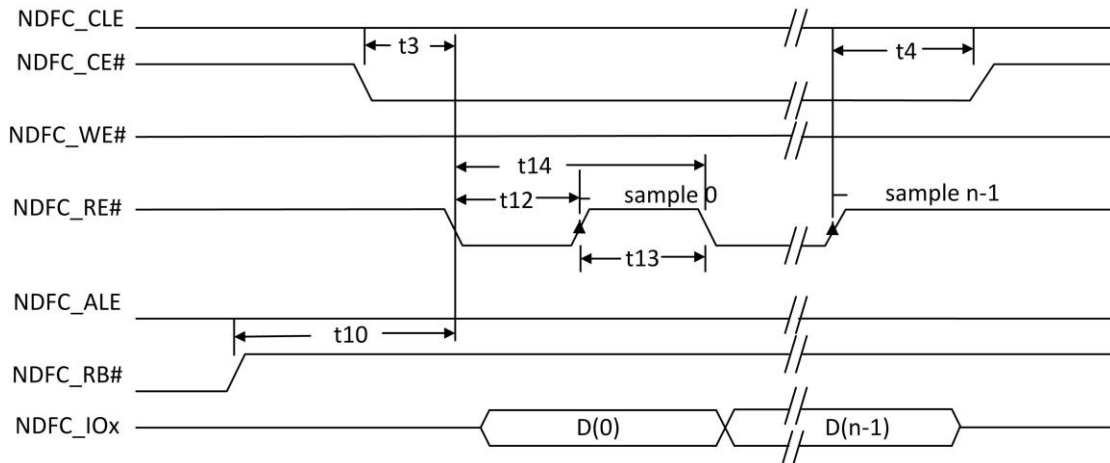 NDFC_CLE
t3
t4
NDFC_CE#
NDFC_WE#
t14
t12
sample 0
sample n-1
NDFC_RE#
t13
NDFC_ALE
t10
NDFC_RB#
NDFC_IOx
D(0)
D(n-1)